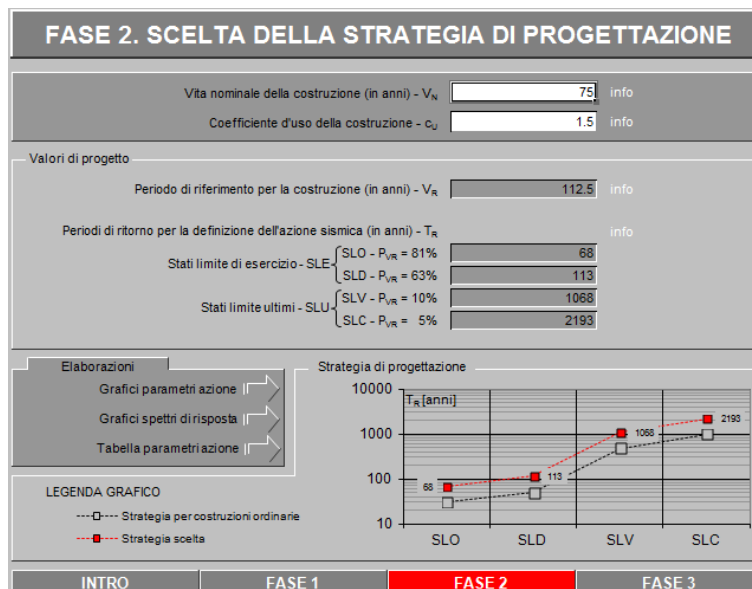 FASE 2. SCELTA DELLA STRATEGIA DI PROGETTAZIONE
Vita nominale della costruzione (in anni) - VN 75 info
Coefficiente d'uso della costruzione - cU 1.5 info
Valori di progetto
Periodo di riferimento per la costruzione (in anni) - VR 112.5 info
Periodi di ritorno per la definizione dell'azione sismica (in anni) - TR info
Stati limite di esercizio - SLE
SLO - PVR = 81% 68
SLD - PVR = 63% 113
Stati limite ultimi - SLU
SLV - PVR = 10% 1068
SLC - PVR = 5% 2193
Elaborazioni
Grafici parametri azione
Grafici spettri di risposta
Tabella parametri azione
LEGENDA GRAFICO
Strategia per costruzioni ordinarie
Strategia scelta
Strategia di progettazione
TR [anni]
10000
1000
100
10
68
113
1068
2193
SLO SLD SLV SLC
INTRO FASE 1 FASE 2 FASE 3